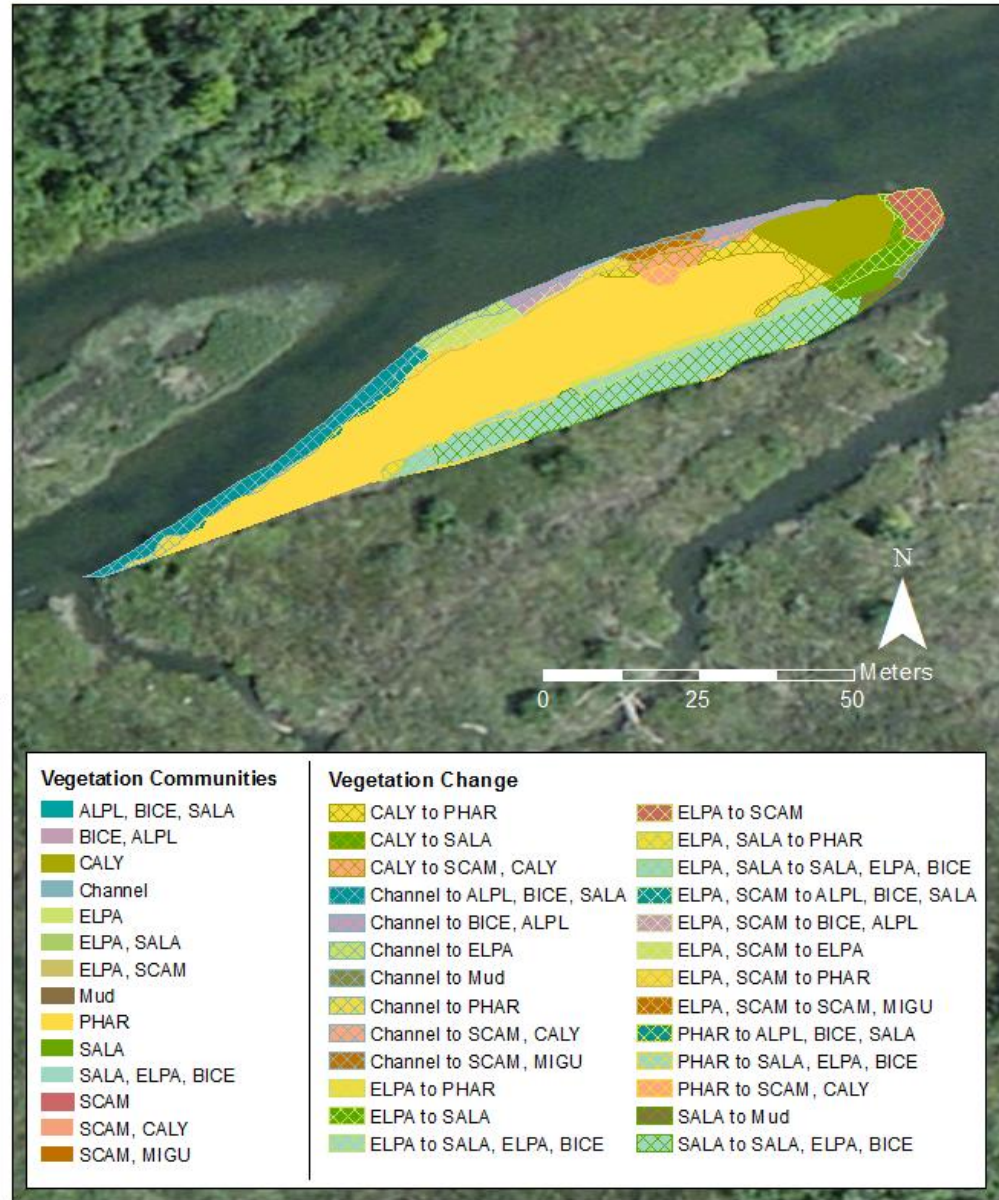 N
Meters
0 25 50
Vegetation Communities
ALPL, BICE, SALA
BICE, ALPL
CALY
Channel
ELPA
ELPA, SALA
ELPA, SCAM
Mud
PHAR
SALA
SALA, ELPA, BICE
SCAM
SCAM, CALY
SCAM, MIGU
Vegetation Change
CALY to PHAR
CALY to SALA
CALY to SCAM, CALY
Channel to ALPL, BICE, SALA
Channel to BICE, ALPL
Channel to ELPA
Channel to Mud
Channel to PHAR
Channel to SCAM, CALY
Channel to SCAM, MIGU
ELPA to PHAR
ELPA to SALA
ELPA to SALA, ELPA, BICE
ELPA to SCAM
ELPA, SALA to PHAR
ELPA, SALA to SALA, ELPA, BICE
ELPA, SCAM to ALPL, BICE, SALA
ELPA, SCAM to BICE, ALPL
ELPA, SCAM to ELPA
ELPA, SCAM to PHAR
ELPA, SCAM to SCAM, MIGU
PHAR to ALPL, BICE, SALA
PHAR to SALA, ELPA, BICE
PHAR to SCAM, CALY
SALA to Mud
SALA to SALA, ELPA, BICE